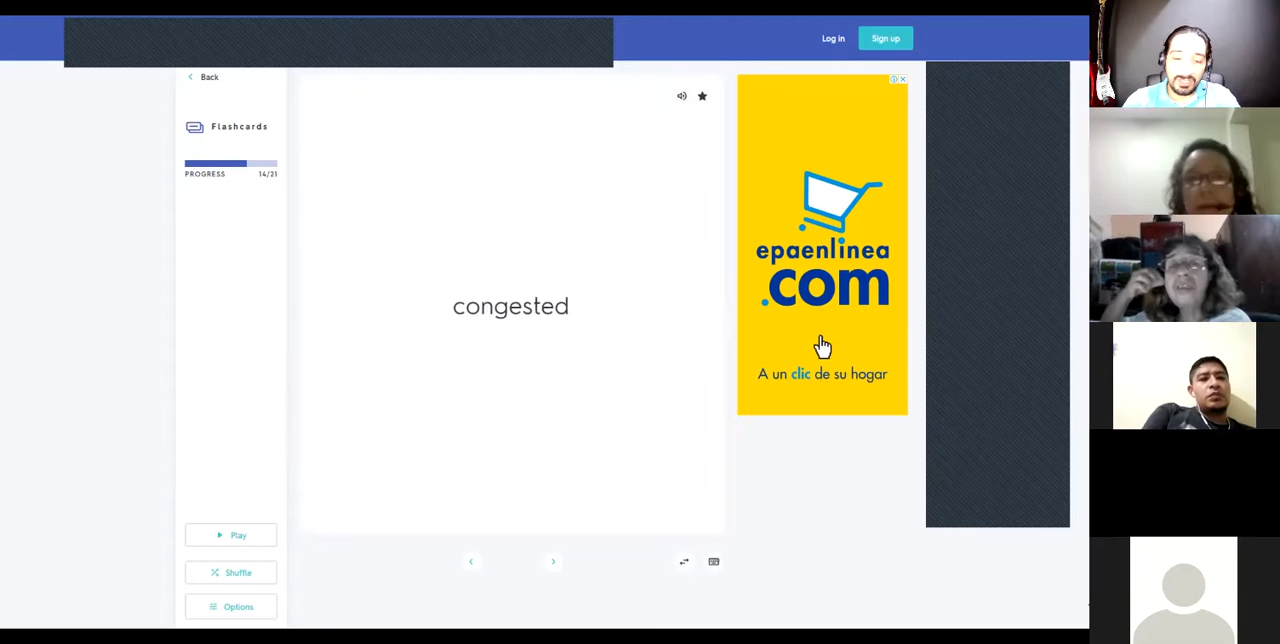 Log in
Sign up
Back
Flashcards
PROGRESS 14/21
congested
epaenlinea
.com
A un clic de su hogar
Play
Shuffle
Options